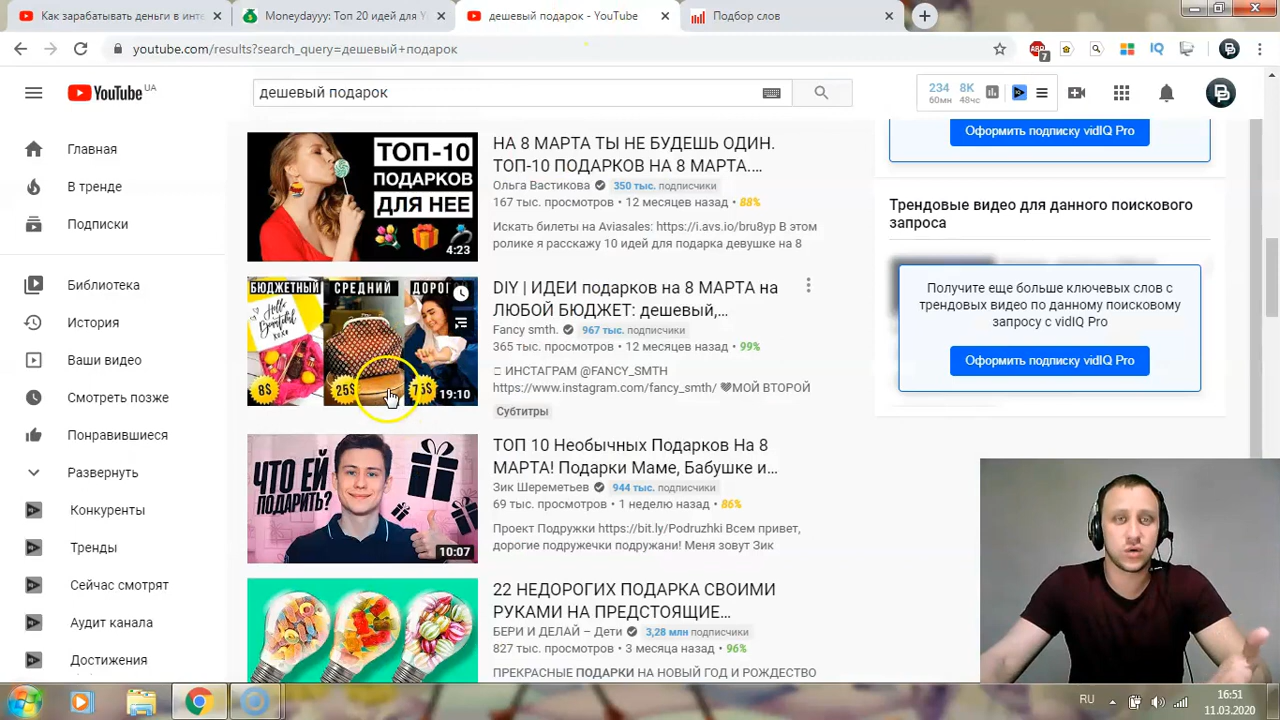 Как зарабатывать деньги в инте
Moneydayyy: Топ 20 идей для Y
дешевый подарок - YouTube
Подбор слов
youtube.com/results?search_query=дешевый+подарок
ABP
7
IQ
YouTube UA
дешевый подарок
234 8K
60мн 48чс
Главная
В тренде
Подписки
Библиотека
История
Ваши видео
Смотреть позже
Понравившиеся
Развернуть
Конкуренты
Тренды
Сейчас смотрят
Аудит канала
Достижения
ТОП-10
ПОДАРКОВ
ДЛЯ НЕЕ
4:23
НА 8 МАРТА ТЫ НЕ БУДЕШЬ ОДИН.
ТОП-10 ПОДАРКОВ НА 8 МАРТА....
Ольга Вастикова 350 тыс. подписчики
167 тыс. просмотров • 12 месяцев назад • 88%
Искать билеты на Aviasales: https://i.avs.io/bru8yp В этом
ролике я расскажу 10 идей для подарка девушке на 8
БЮДЖЕТНЫЙ СРЕДНИЙ
8$ 25$ 75$
19:10
DIY | ИДЕИ подарков на 8 МАРТА на
ЛЮБОЙ БЮДЖЕТ: дешевый,...
Fancy smth. 967 тыс. подписчики
365 тыс. просмотров • 12 месяцев назад • 99%
ИНСТАГРАМ @FANCY_SMTH
https://www.instagram.com/fancy_smth/ МОЙ ВТОРОЙ
Субтитры
ЧТО ЕЙ
ПОДАРИТЬ?
10:07
ТОП 10 Необычных Подарков На 8
МАРТА! Подарки Маме, Бабушке и...
Зик Шереметьев 944 тыс. подписчики
69 тыс. просмотров • 1 неделю назад • 86%
Проект Подружки https://bit.ly/Podruzhki Всем привет,
дорогие подружечки подружани! Меня зовут Зик
22 НЕДОРОГИХ ПОДАРКА СВОИМИ
РУКАМИ НА ПРЕДСТОЯЩИЕ...
БЕРИ И ДЕЛАЙ – Дети 3,28 млн подписчики
827 тыс. просмотров • 3 месяца назад • 96%
ПРЕКРАСНЫЕ ПОДАРКИ НА НОВЫЙ ГОД И РОЖДЕСТВО
Оформить подписку vidIQ Pro
Трендовые видео для данного поискового
запроса
Получите еще больше ключевых слов с
трендовых видео по данному поисковому
запросу с vidIQ Pro
Оформить подписку vidIQ Pro
RU
16:51
11.03.2020